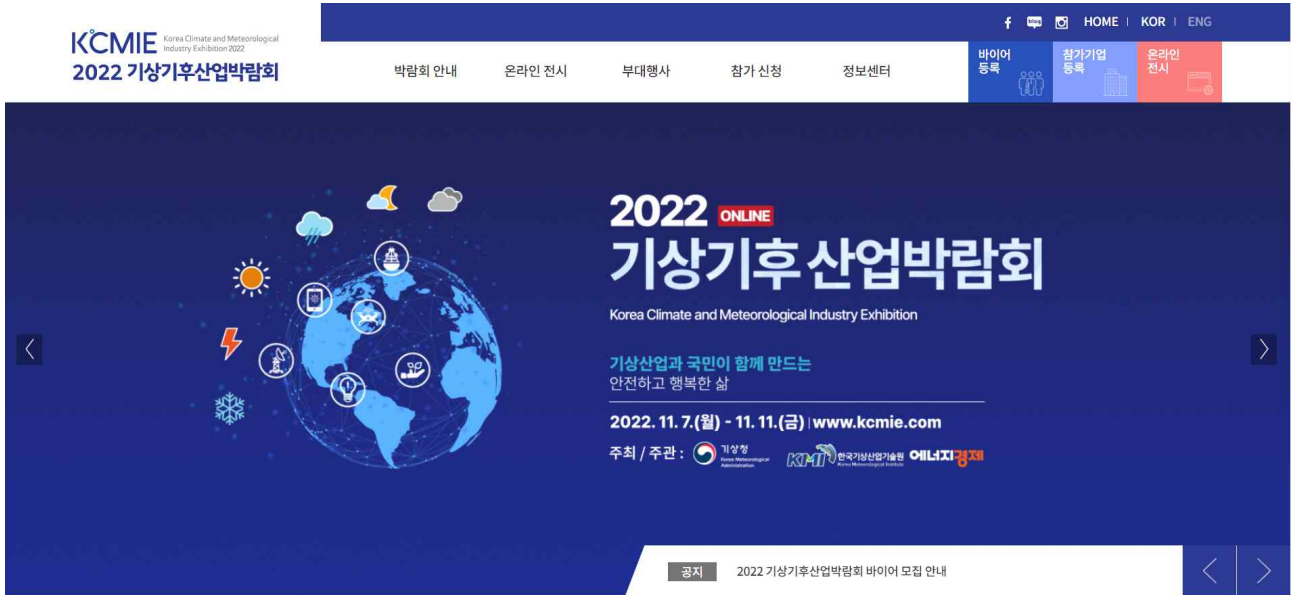 HOME | KOR | ENG
KCMIE Korea Climate and Meteorological
Industry Exhibition 2022
2022 기상기후산업박람회
박람회 안내
온라인 전시
부대행사
참가 신청
정보센터
바이어
등록
참가기업
등록
온라인
전시
2022 ONLINE
기상기후산업박람회
Korea Climate and Meteorological Industry Exhibition
기상산업과 국민이 함께 만드는
안전하고 행복한 삶
2022. 11. 7.(월) - 11. 11.(금) | www.kcmie.com
주최 / 주관 : 기상청 Korea Meteorological Administration KMI 한국기상산업기술원 Korea Meteorological Institute 에너지경제
공지 2022 기상기후산업박람회 바이어 모집 안내